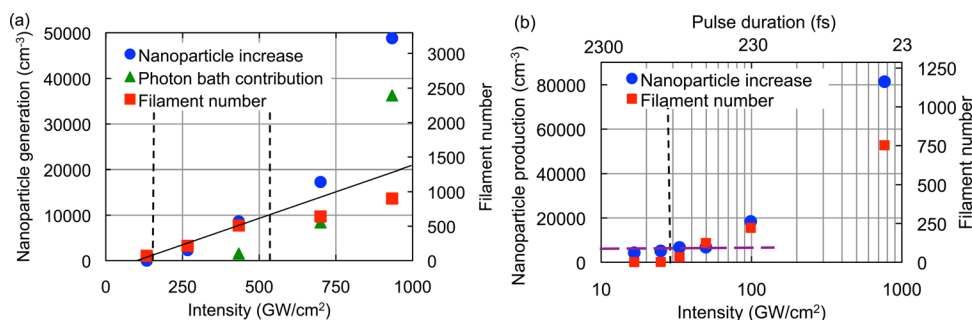 (a)
50000
40000
30000
20000
10000
0
Nanoparticle generation (cm-3)
Nanoparticle increase
Photon bath contribution
Filament number
3000
2500
2000
1500
1000
500
0
Filament number
0
250
500
750
1000
Intensity (GW/cm2)
(b)
Pulse duration (fs)
2300
230
23
80000
60000
40000
20000
0
Nanoparticle production (cm-3)
Nanoparticle increase
Filament number
1250
1000
750
500
250
0
Filament number
10
100
1000
Intensity (GW/cm2)